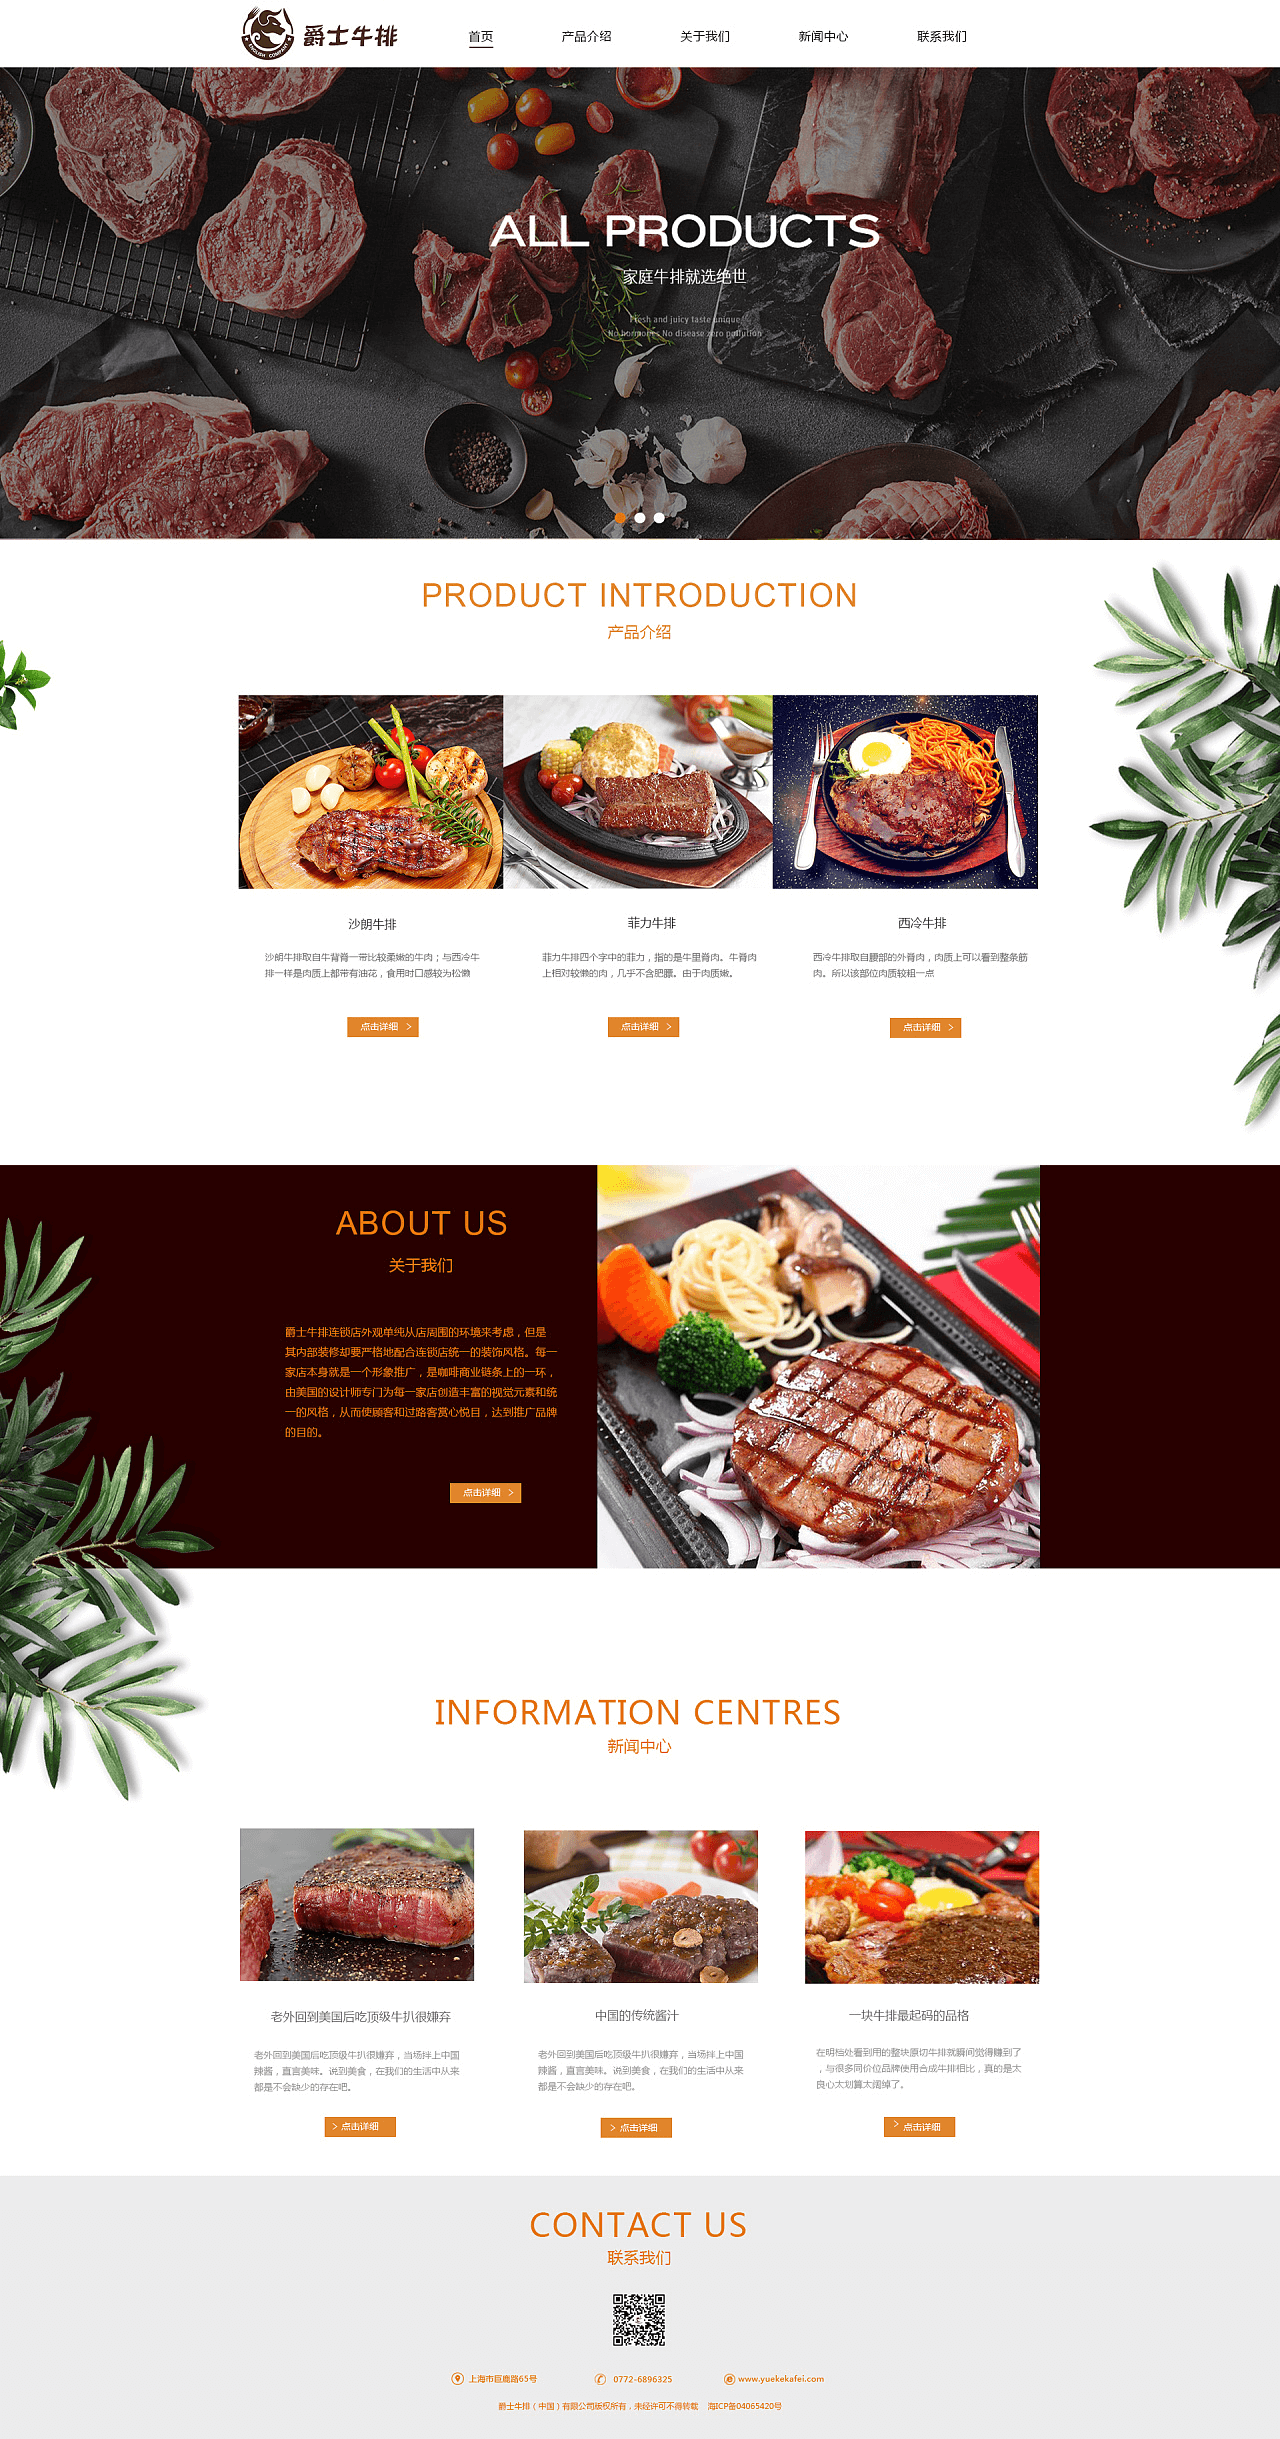 爵士牛排
ENGLISH COMPANY
首页 产品介绍 关于我们 新闻中心 联系我们
ALL PRODUCTS
家庭牛排就选绝世
Fresh and juicy taste unique
No hormones No disease zero pollution
PRODUCT INTRODUCTION
产品介绍
沙朗牛排
沙朗牛排取自牛背脊一带比较柔嫩的牛肉；与西冷牛
排一样是肉质上都带有油花，食用时口感较为松懒
点击详细 >
菲力牛排
菲力牛排四个字中的菲力，指的是牛里脊肉。牛脊肉
上相对较懒的肉，几乎不含肥膘。由于肉质嫩。
点击详细 >
西冷牛排
西冷牛排取自腰部的外脊肉，肉质上可以看到整条筋
肉。所以该部位肉质较粗一点
点击详细 >
ABOUT US
关于我们
爵士牛排连锁店外观单纯从店周围的环境来考虑，但是
其内部装修却要严格地配合连锁店统一的装饰风格。每一
家店本身就是一个形象推广，是咖啡商业链条上的一环，
由美国的设计师专门为每一家店创造丰富的视觉元素和统
一的风格，从而使顾客和过路客赏心悦目，达到推广品牌
的目的。
点击详细 >
INFORMATION CENTRES
新闻中心
老外回到美国后吃顶级牛扒很嫌弃
老外回到美国后吃顶级牛扒很嫌弃，当场拌上中国
辣酱，直言美味。说到美食，在我们的生活中从来
都是不会缺少的存在吧。
> 点击详细
中国的传统酱汁
老外回到美国后吃顶级牛扒很嫌弃，当场拌上中国
辣酱，直言美味。说到美食，在我们的生活中从来
都是不会缺少的存在吧。
> 点击详细
一块牛排最起码的品格
在明档处看到用的整块原切牛排就瞬间觉得赚到了
，与很多同价位品牌使用合成牛排相比，真的是太
良心太划算太阔绰了。
> 点击详细
CONTACT US
联系我们
上海市巨鹿路65号 0772-6896325 www.yuekekafei.com
爵士牛排（中国）有限公司版权所有，未经许可不得转载 海ICP备04065420号